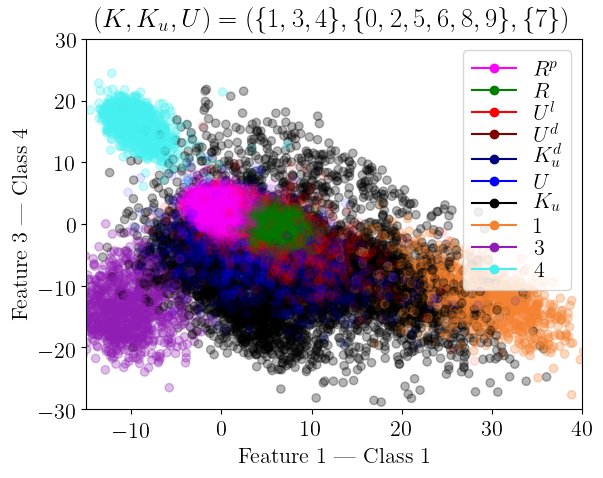 (K, K_u, U) = ({1, 3, 4}, {0, 2, 5, 6, 8, 9}, {7})
30
20
10
0
−10
−20
−30
Feature 3 — Class 4
R^p
R
U^l
U^d
K_u^d
U
K_u
1
3
4
−10
0
10
20
30
40
Feature 1 — Class 1